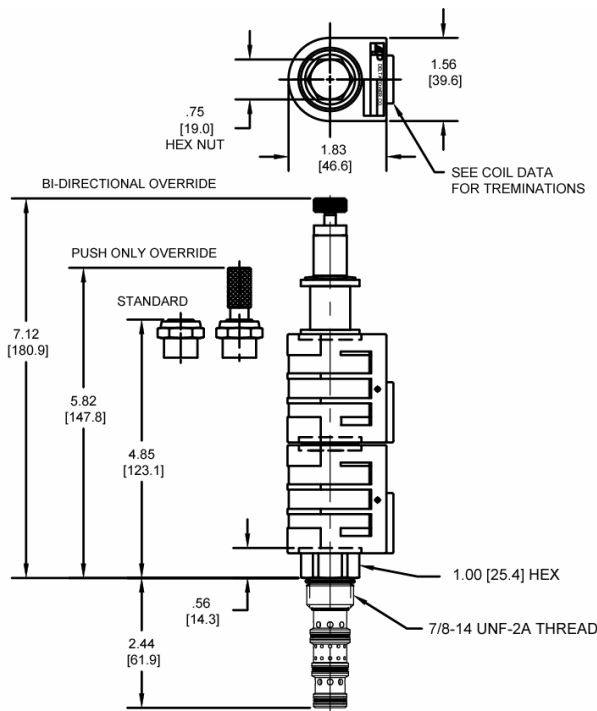 1.56
[39.6]
.75
[19.0]
HEX NUT
1.83
[46.6]
SEE COIL DATA
FOR TREMINATIONS
BI-DIRECTIONAL OVERRIDE
PUSH ONLY OVERRIDE
STANDARD
7.12
[180.9]
5.82
[147.8]
4.85
[123.1]
1.00 [25.4] HEX
.56
[14.3]
7/8-14 UNF-2A THREAD
2.44
[61.9]